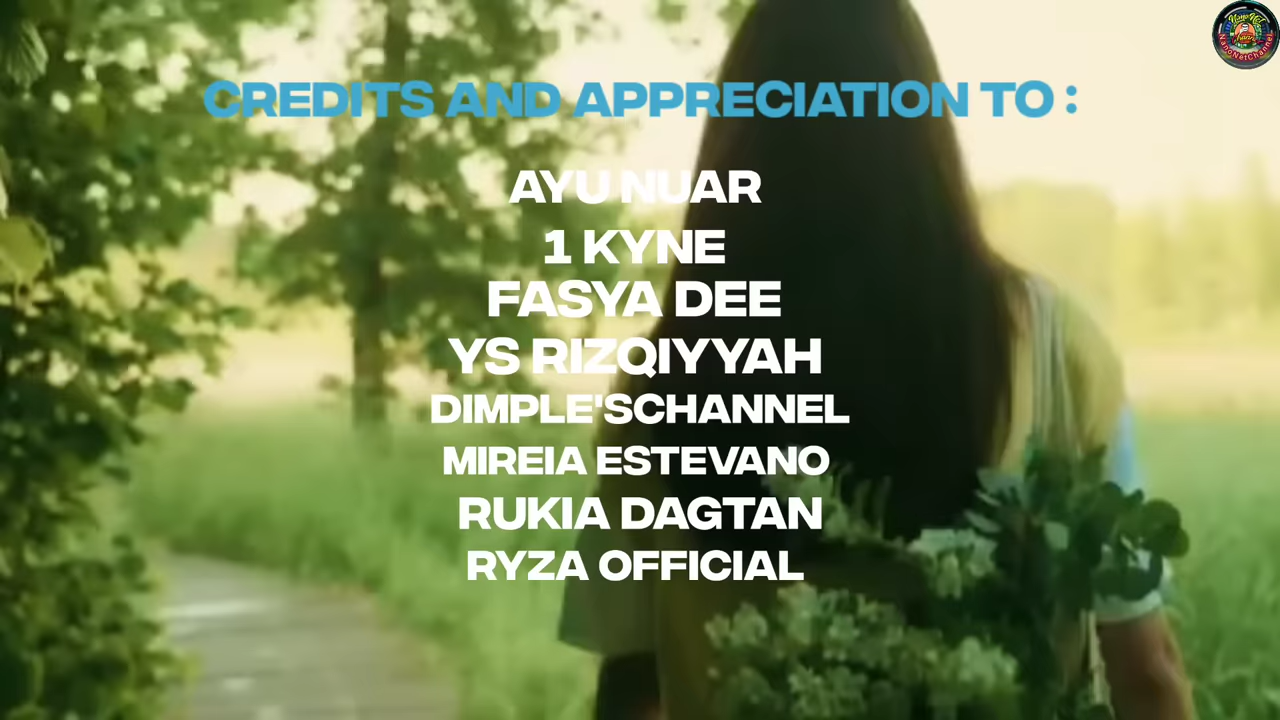 CREDITS AND APPRECIATION TO :
AYU NUAR
1 KYNE
FASYA DEE
YS RIZQIYYAH
DIMPLE'SCHANNEL
MIREIA ESTEVANO
RUKIA DAGTAN
RYZA OFFICIAL
NanoNetChannel